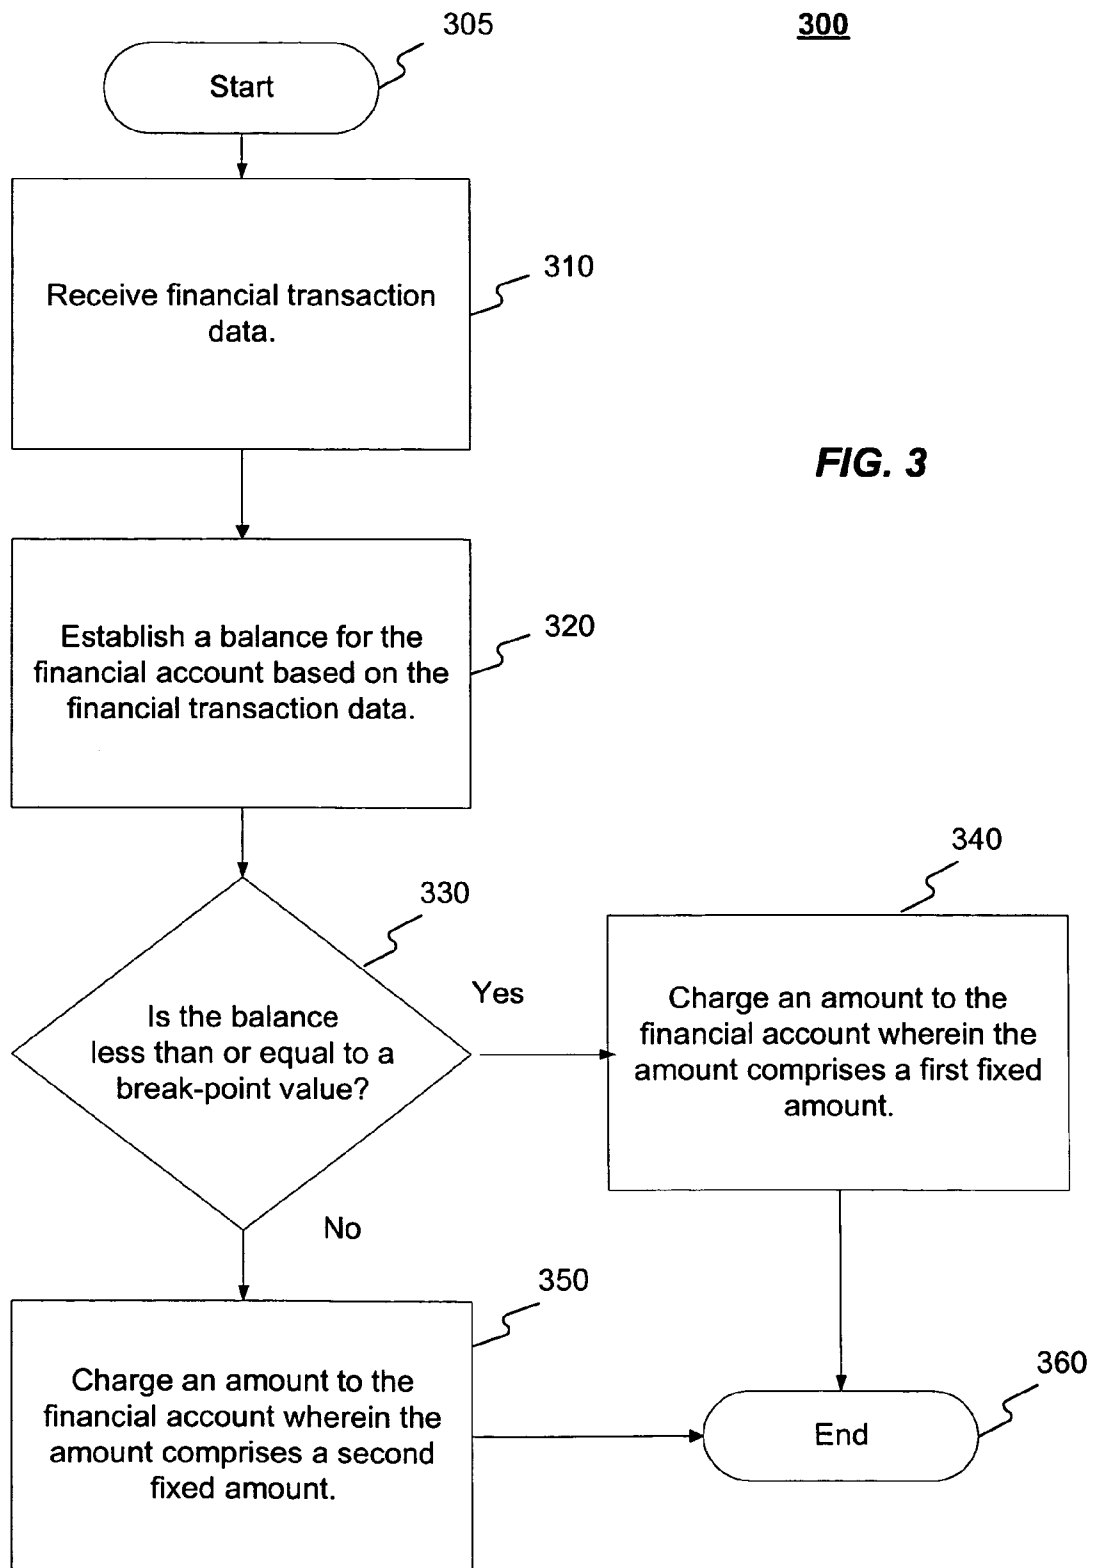 305
300
Start
310
Receive financial transaction
data.
FIG. 3
320
Establish a balance for the
financial account based on the
financial transaction data.
340
330
Yes
Is the balance
less than or equal to a
break-point value?
Charge an amount to the
financial account wherein the
amount comprises a first fixed
amount.
No
350
Charge an amount to the
financial account wherein the
amount comprises a second
fixed amount.
360
End